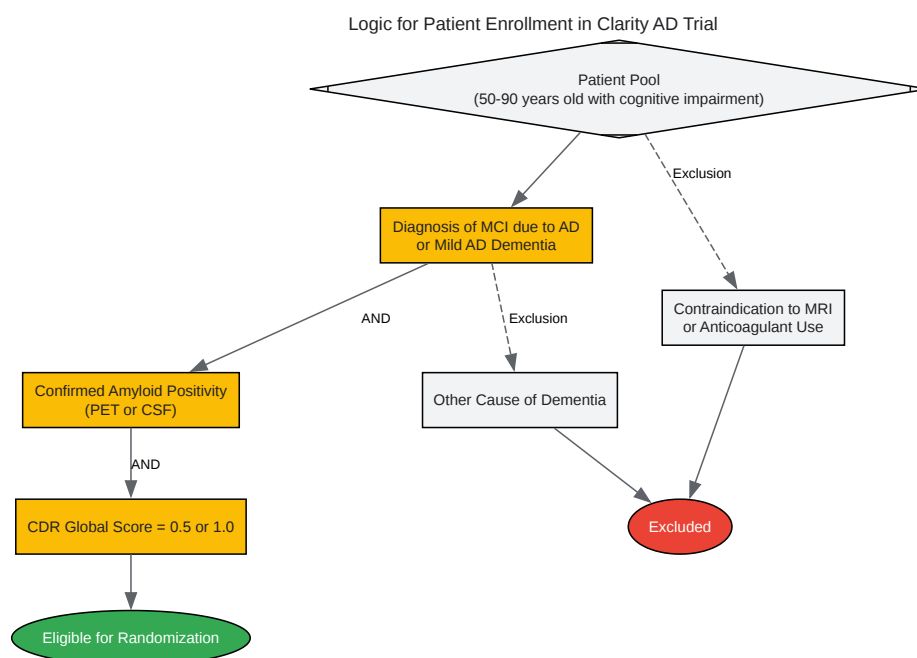 Logic for Patient Enrollment in Clarity AD Trial
Patient Pool
(50-90 years old with cognitive impairment)
Exclusion
Diagnosis of MCI due to AD
or Mild AD Dementia
Contraindication to MRI
or Anticoagulant Use
AND
Exclusion
Confirmed Amyloid Positivity
(PET or CSF)
Other Cause of Dementia
AND
CDR Global Score = 0.5 or 1.0
Excluded
Eligible for Randomization